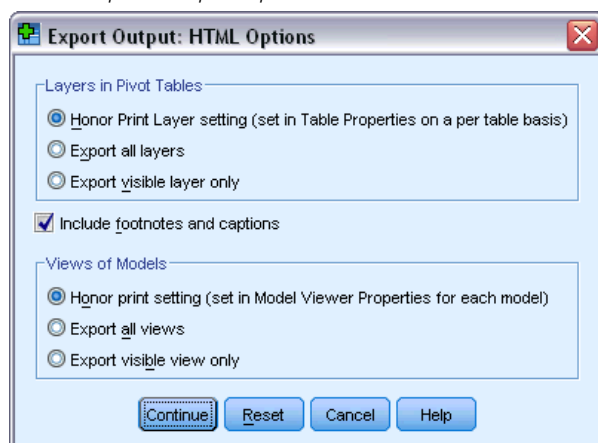 Export Output: HTML Options
Layers in Pivot Tables
Honor Print Layer setting (set in Table Properties on a per table basis)
Export all layers
Export visible layer only
Include footnotes and captions
Views of Models
Honor print setting (set in Model Viewer Properties for each model)
Export all views
Export visible view only
Continue Reset Cancel Help